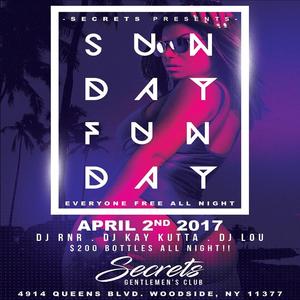 -SECRETS PRESENTS-
SUN
DAY
FUN
DAY
EVERYONE FREE ALL NIGHT
APRIL 2ND 2017
DJ RNR . DJ KAY KUTTA . DJ LOU
$200 BOTTLES ALL NIGHT!!
Secrets
GENTLEMEN'S CLUB
4914 QUEENS BLVD. WOODSIDE, NY 11377